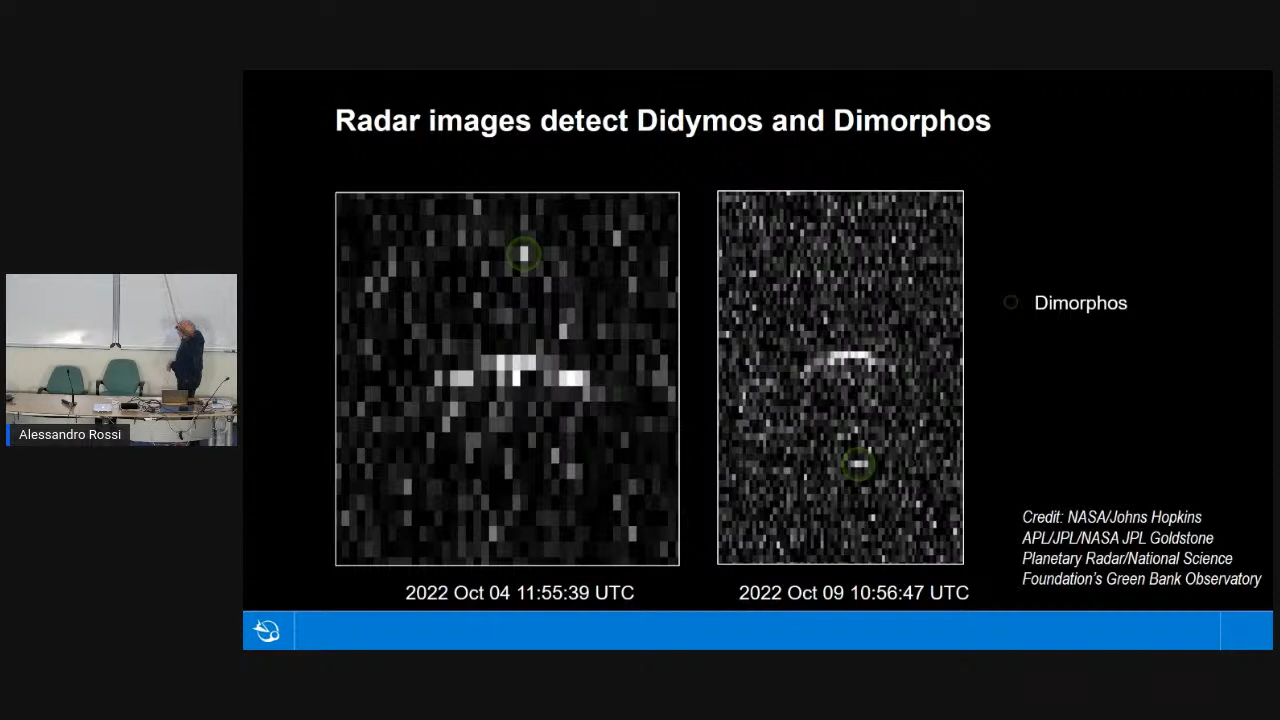 Radar images detect Didymos and Dimorphos
Dimorphos
Alessandro Rossi
Credit: NASA/Johns Hopkins
APL/JPL/NASA JPL Goldstone
Planetary Radar/National Science
Foundation's Green Bank Observatory
2022 Oct 04 11:55:39 UTC
2022 Oct 09 10:56:47 UTC